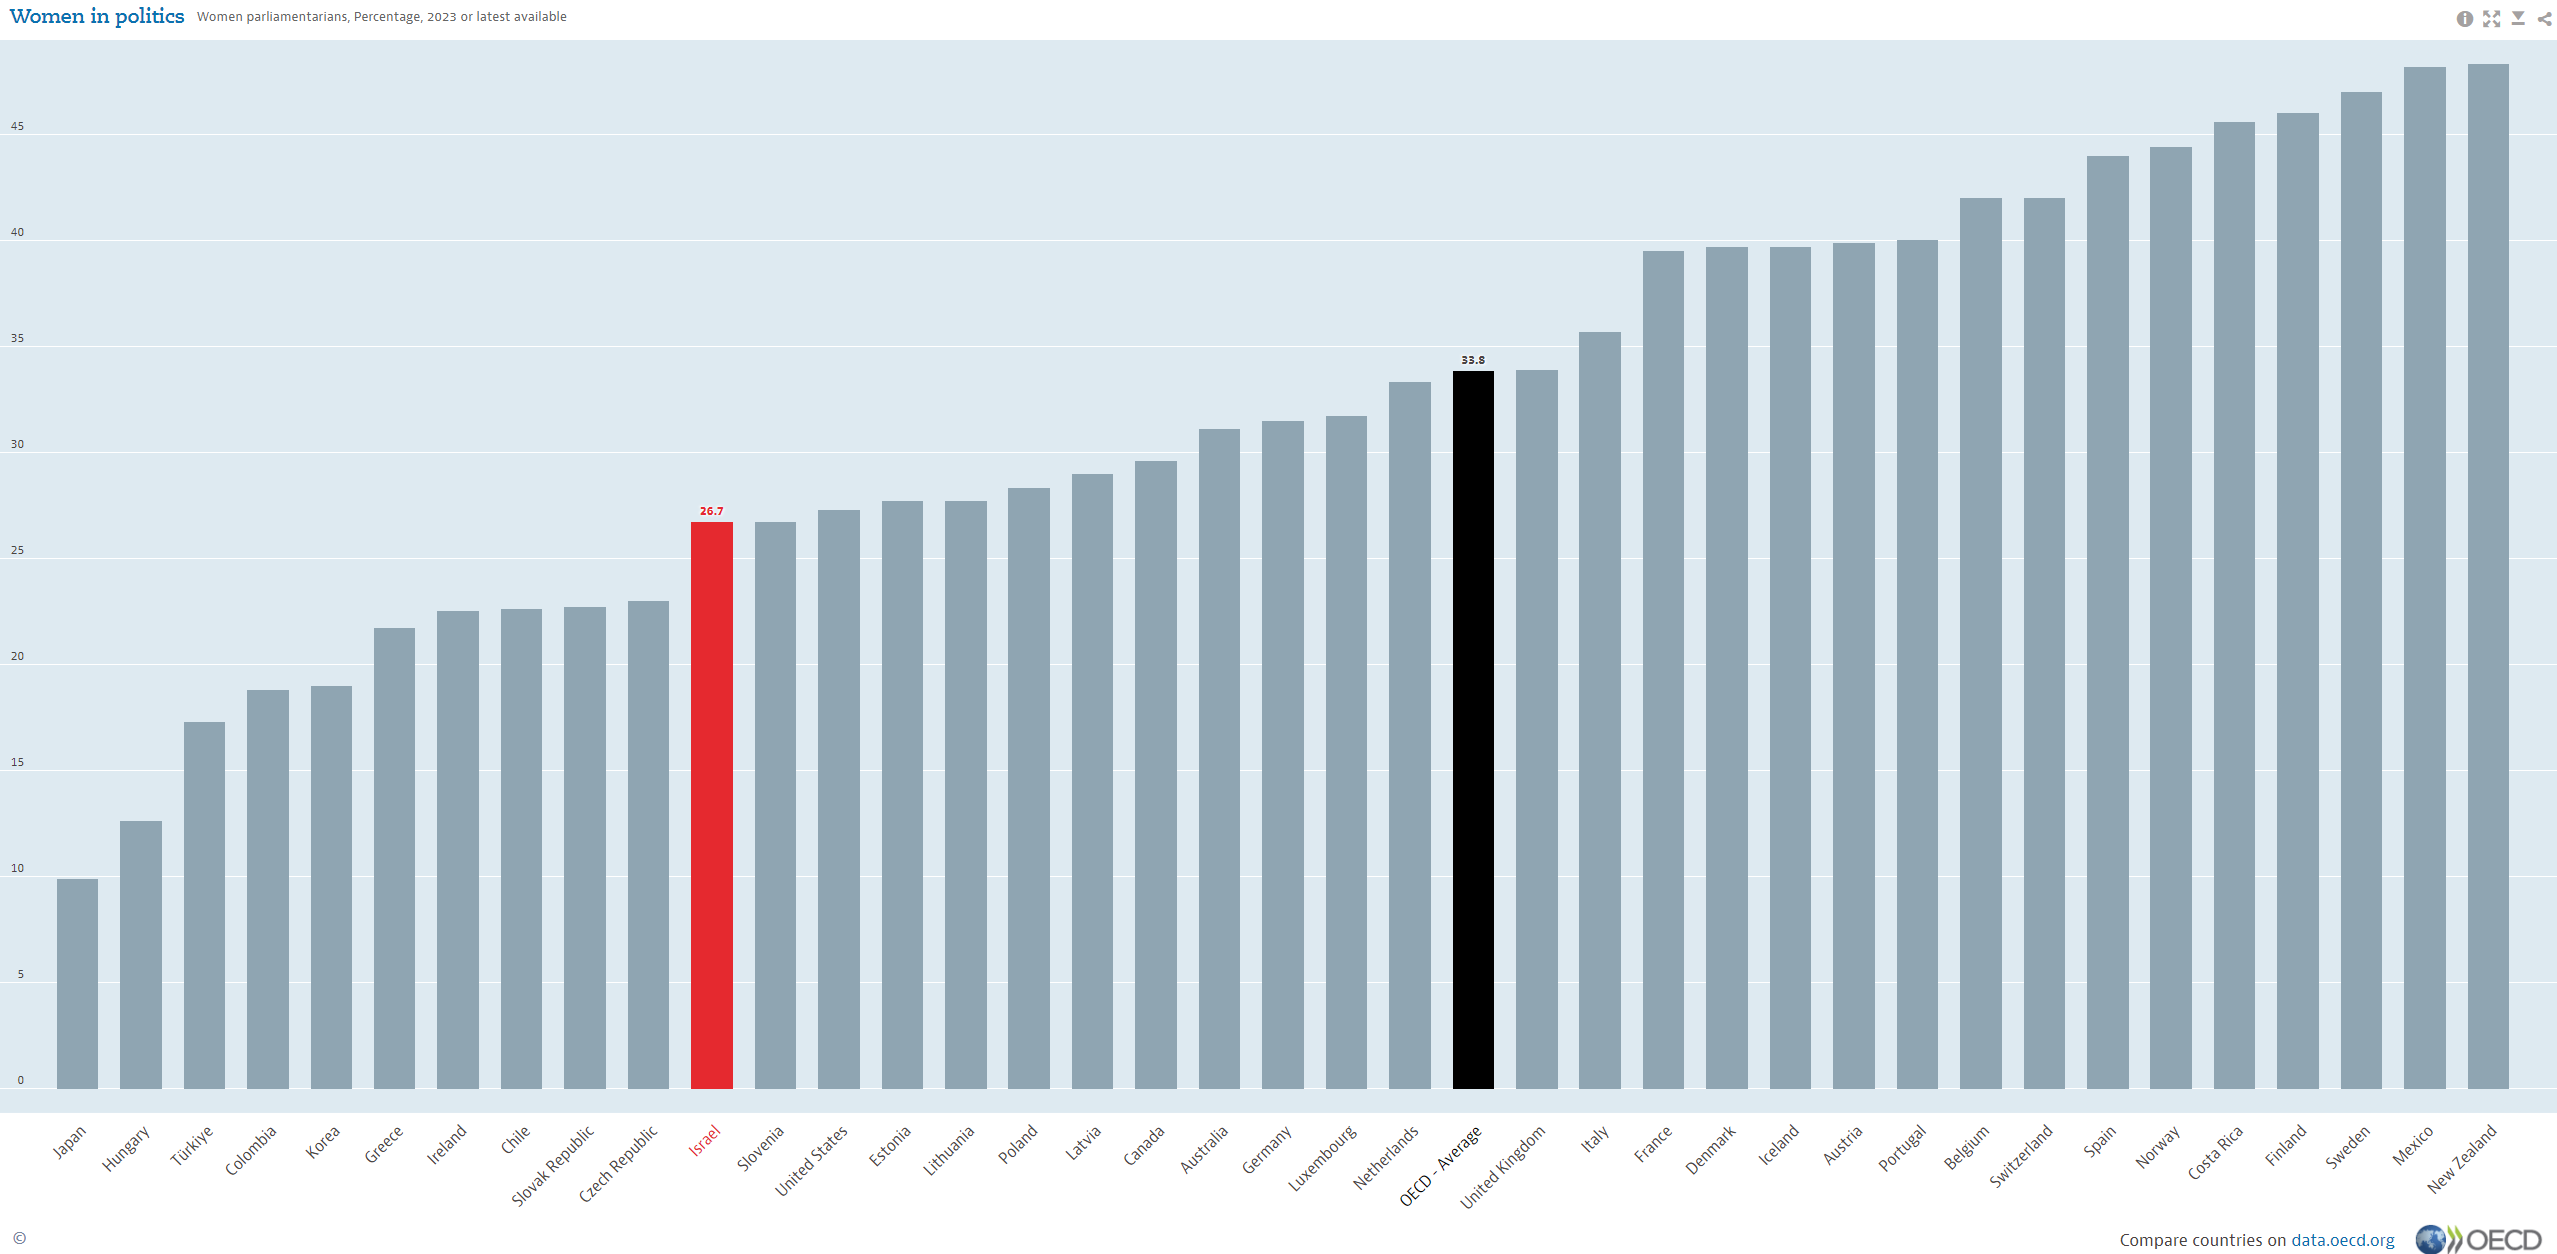 Women in politics Women parliamentarians, Percentage, 2023 or latest available
45
40
35
30
25
20
15
10
5
0
26.7
33.8
Japan
Hungary
Türkiye
Colombia
Korea
Greece
Ireland
Chile
Slovak Republic
Czech Republic
Israel
Slovenia
United States
Estonia
Lithuania
Poland
Latvia
Canada
Australia
Germany
Luxembourg
Netherlands
OECD - Average
United Kingdom
Italy
France
Denmark
Iceland
Austria
Portugal
Belgium
Switzerland
Spain
Norway
Costa Rica
Finland
Sweden
Mexico
New Zealand
©
Compare countries on data.oecd.org
OECD